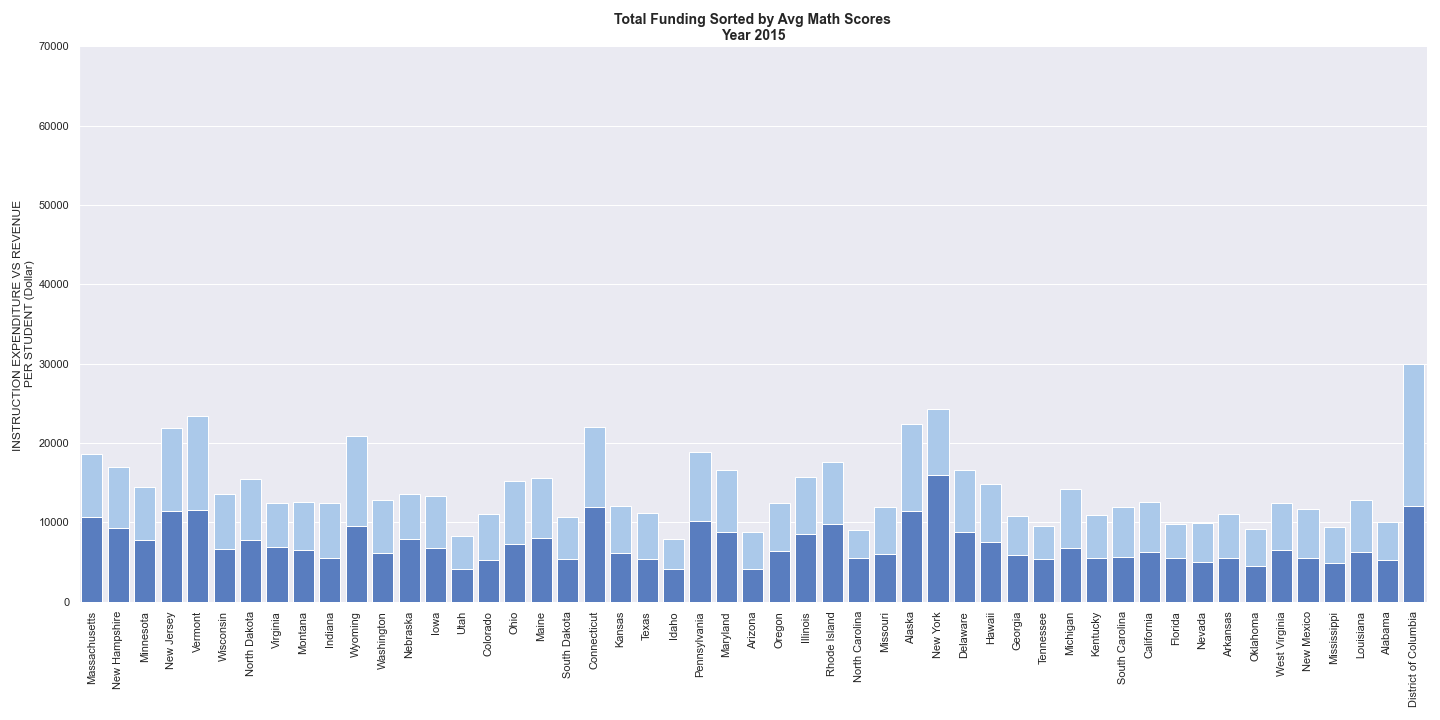 Total Funding Sorted by Avg Math Scores
Year 2015
INSTRUCTION EXPENDITURE VS REVENUE
PER STUDENT (Dollar)
70000
60000
50000
40000
30000
20000
10000
0
Massachusetts
New Hampshire
Minnesota
New Jersey
Vermont
Wisconsin
North Dakota
Virginia
Montana
Indiana
Wyoming
Washington
Nebraska
Iowa
Utah
Colorado
Ohio
Maine
South Dakota
Connecticut
Kansas
Texas
Idaho
Pennsylvania
Maryland
Arizona
Oregon
Illinois
Rhode Island
North Carolina
Missouri
Alaska
New York
Delaware
Hawaii
Georgia
Tennessee
Michigan
Kentucky
South Carolina
California
Florida
Nevada
Arkansas
Oklahoma
West Virginia
New Mexico
Mississippi
Louisiana
Alabama
District of Columbia